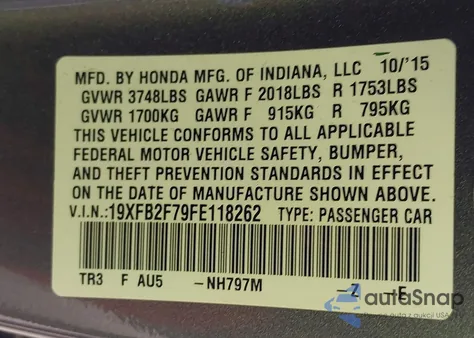 MFD. BY HONDA MFG. OF INDIANA, LLC 10/'15
GVWR 3748LBS GAWR F 2018LBS R 1753LBS
GVWR 1700KG GAWR F 915KG R 795KG
THIS VEHICLE CONFORMS TO ALL APPLICABLE
FEDERAL MOTOR VEHICLE SAFETY, BUMPER,
AND THEFT PREVENTION STANDARDS IN EFFECT
ON THE DATE OF MANUFACTURE SHOWN ABOVE.
V.I.N.:19XFB2F79FE118262 TYPE: PASSENGER CAR
TR3 F AU5 -NH797M -Z -E
autaSnap